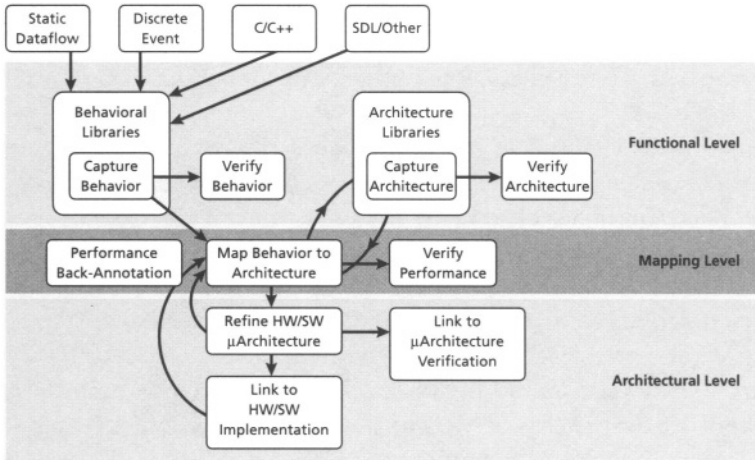 Static
Dataflow
Discrete
Event
C/C++
SDL/Other
Behavioral
Libraries
Architecture
Libraries
Functional Level
Capture
Behavior
Verify
Behavior
Capture
Architecture
Verify
Architecture
Performance
Back-Annotation
Map Behavior to
Architecture
Verify
Performance
Mapping Level
Refine HW/SW
μArchitecture
Link to
μArchitecture
Verification
Architectural Level
Link to
HW/SW
Implementation